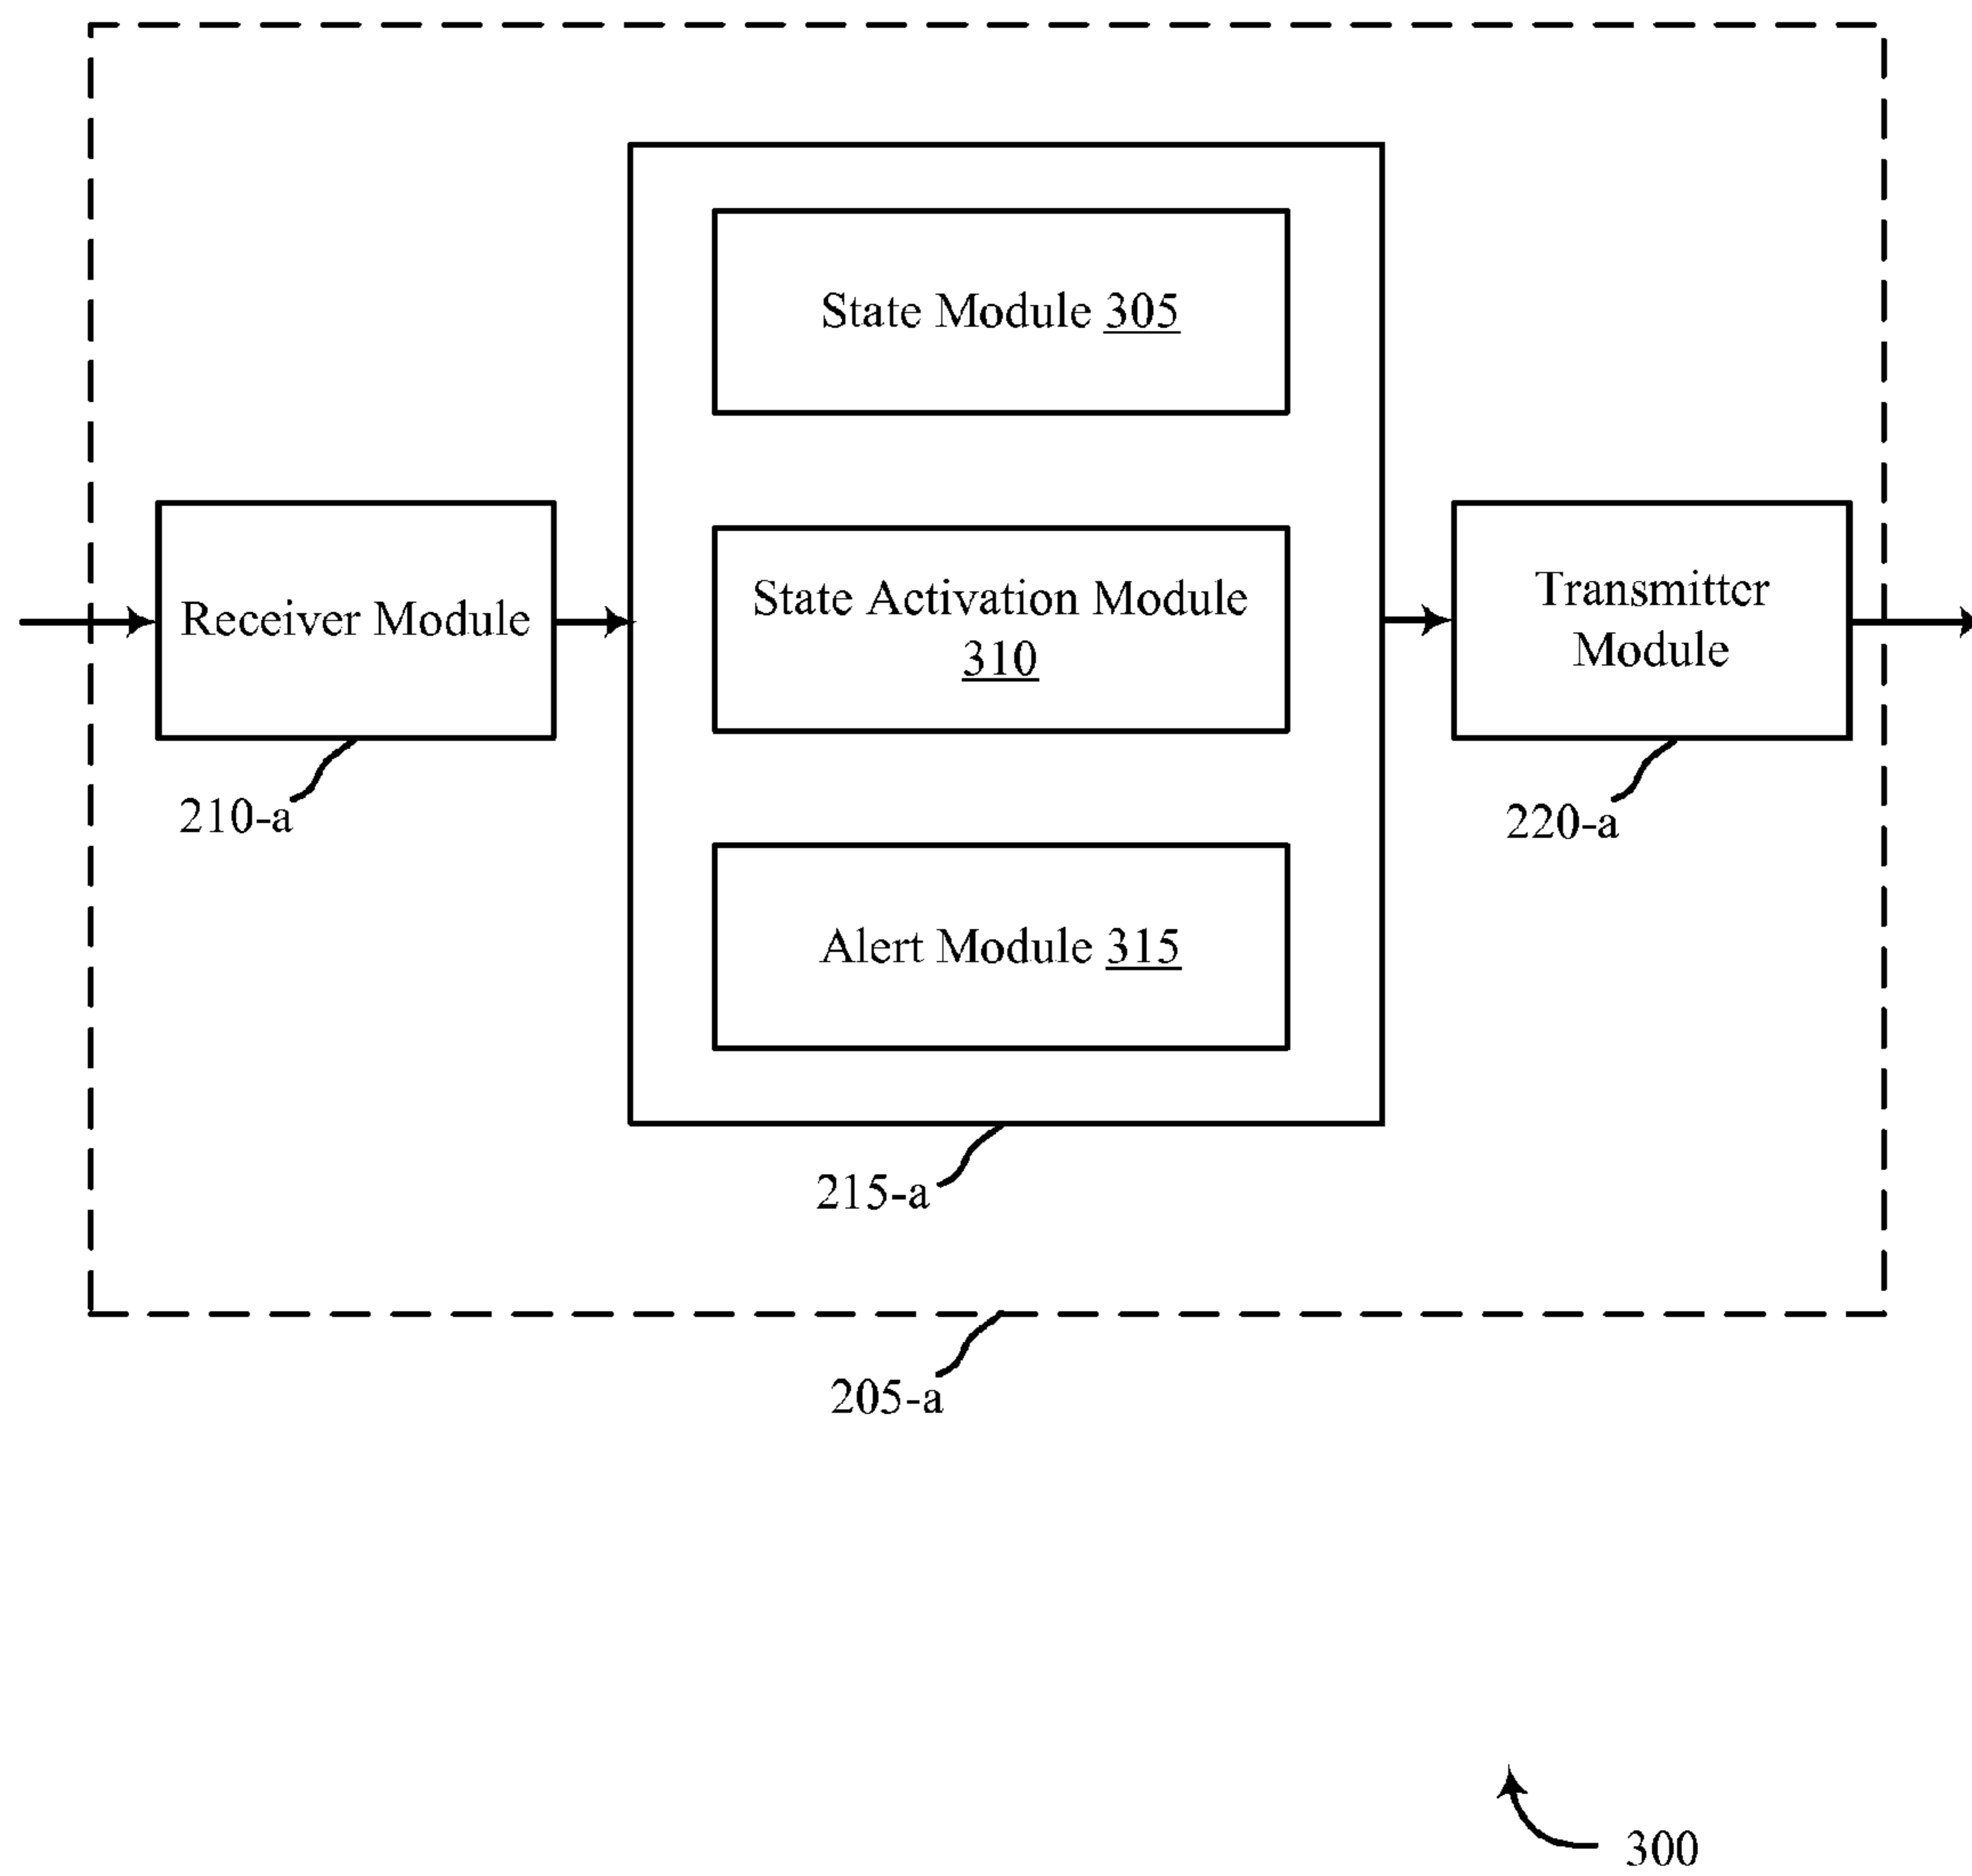 State Module 305
Receiver Module
State Activation Module
310
Transmitter
Module
210-a
220-a
Alert Module 315
215-a
205-a
300